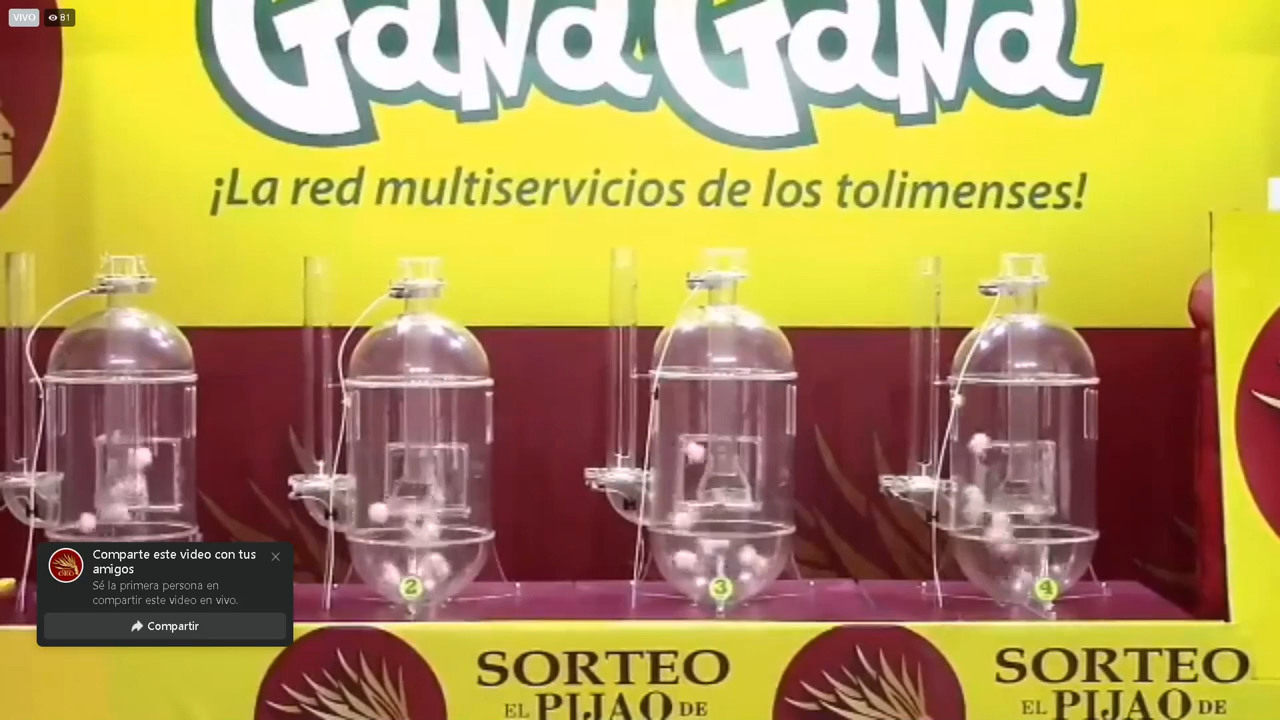 VIVO 81
GanaGana
¡La red multiservicios de los tolimenses!
2 3 4
Comparte este video con tus
amigos
Sé la primera persona en
compartir este video en vivo.
Compartir
ORO
SORTEO
EL PIJAO DE
SORTEO
EL PIJAO DE